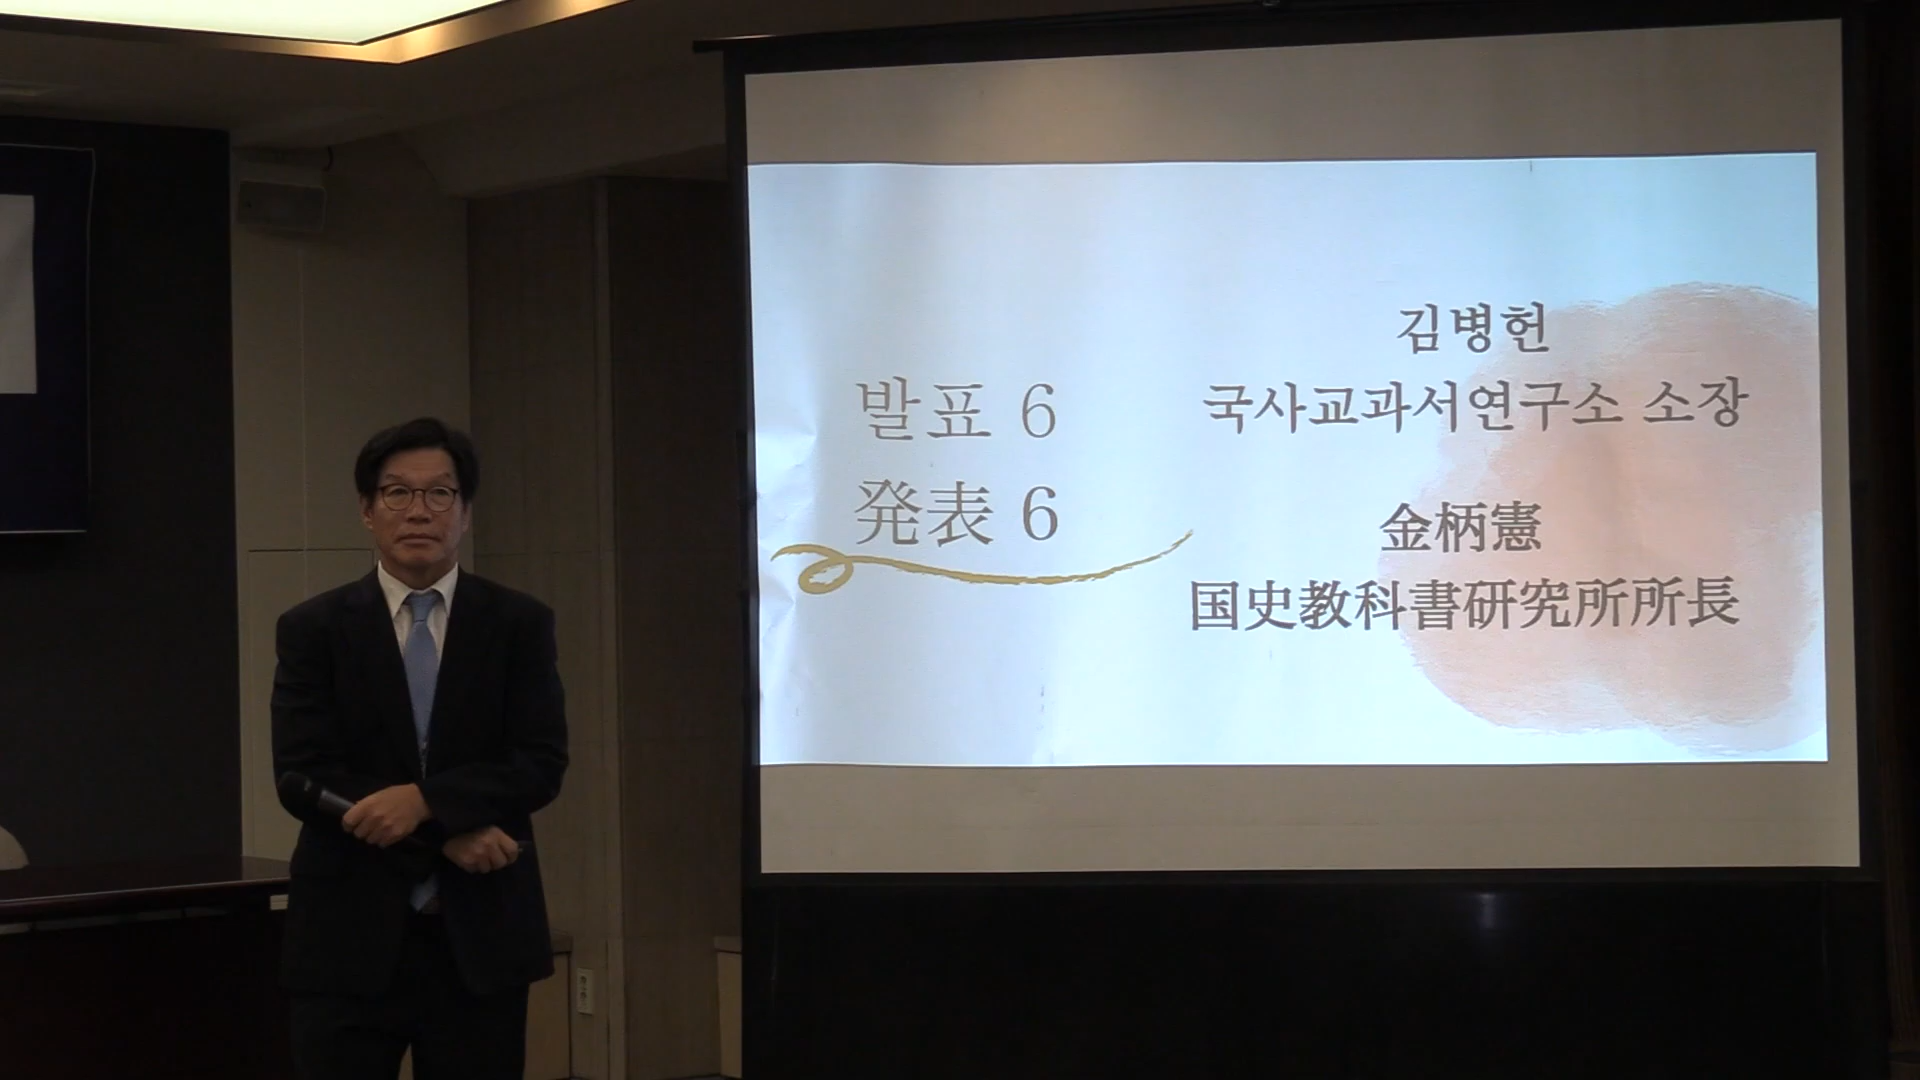 발표 6
発表 6
김병헌
국사교과서연구소 소장
金柄憲
国史教科書研究所所長